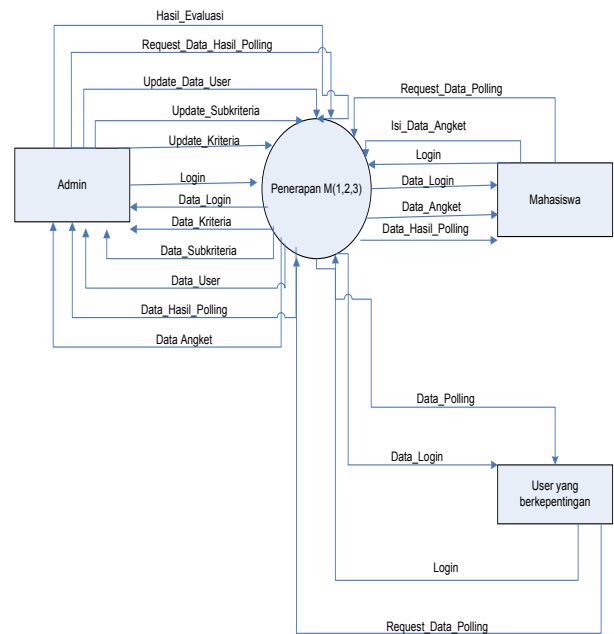 Hasil_Evaluasi
Request_Data_Hasil_Polling
Update_Data_User
Update_Subkriteria
Update_Kriteria
Login
Data_Login
Data_Kriteria
Data_Subkriteria
Data_User
Data_Hasil_Polling
Data Angket
Admin
Penerapan M(1,2,3)
Request_Data_Polling
Isi_Data_Angket
Login
Data_Login
Data_Angket
Data_Hasil_Polling
Mahasiswa
Data_Polling
Data_Login
User yang
berkepentingan
Login
Request_Data_Polling